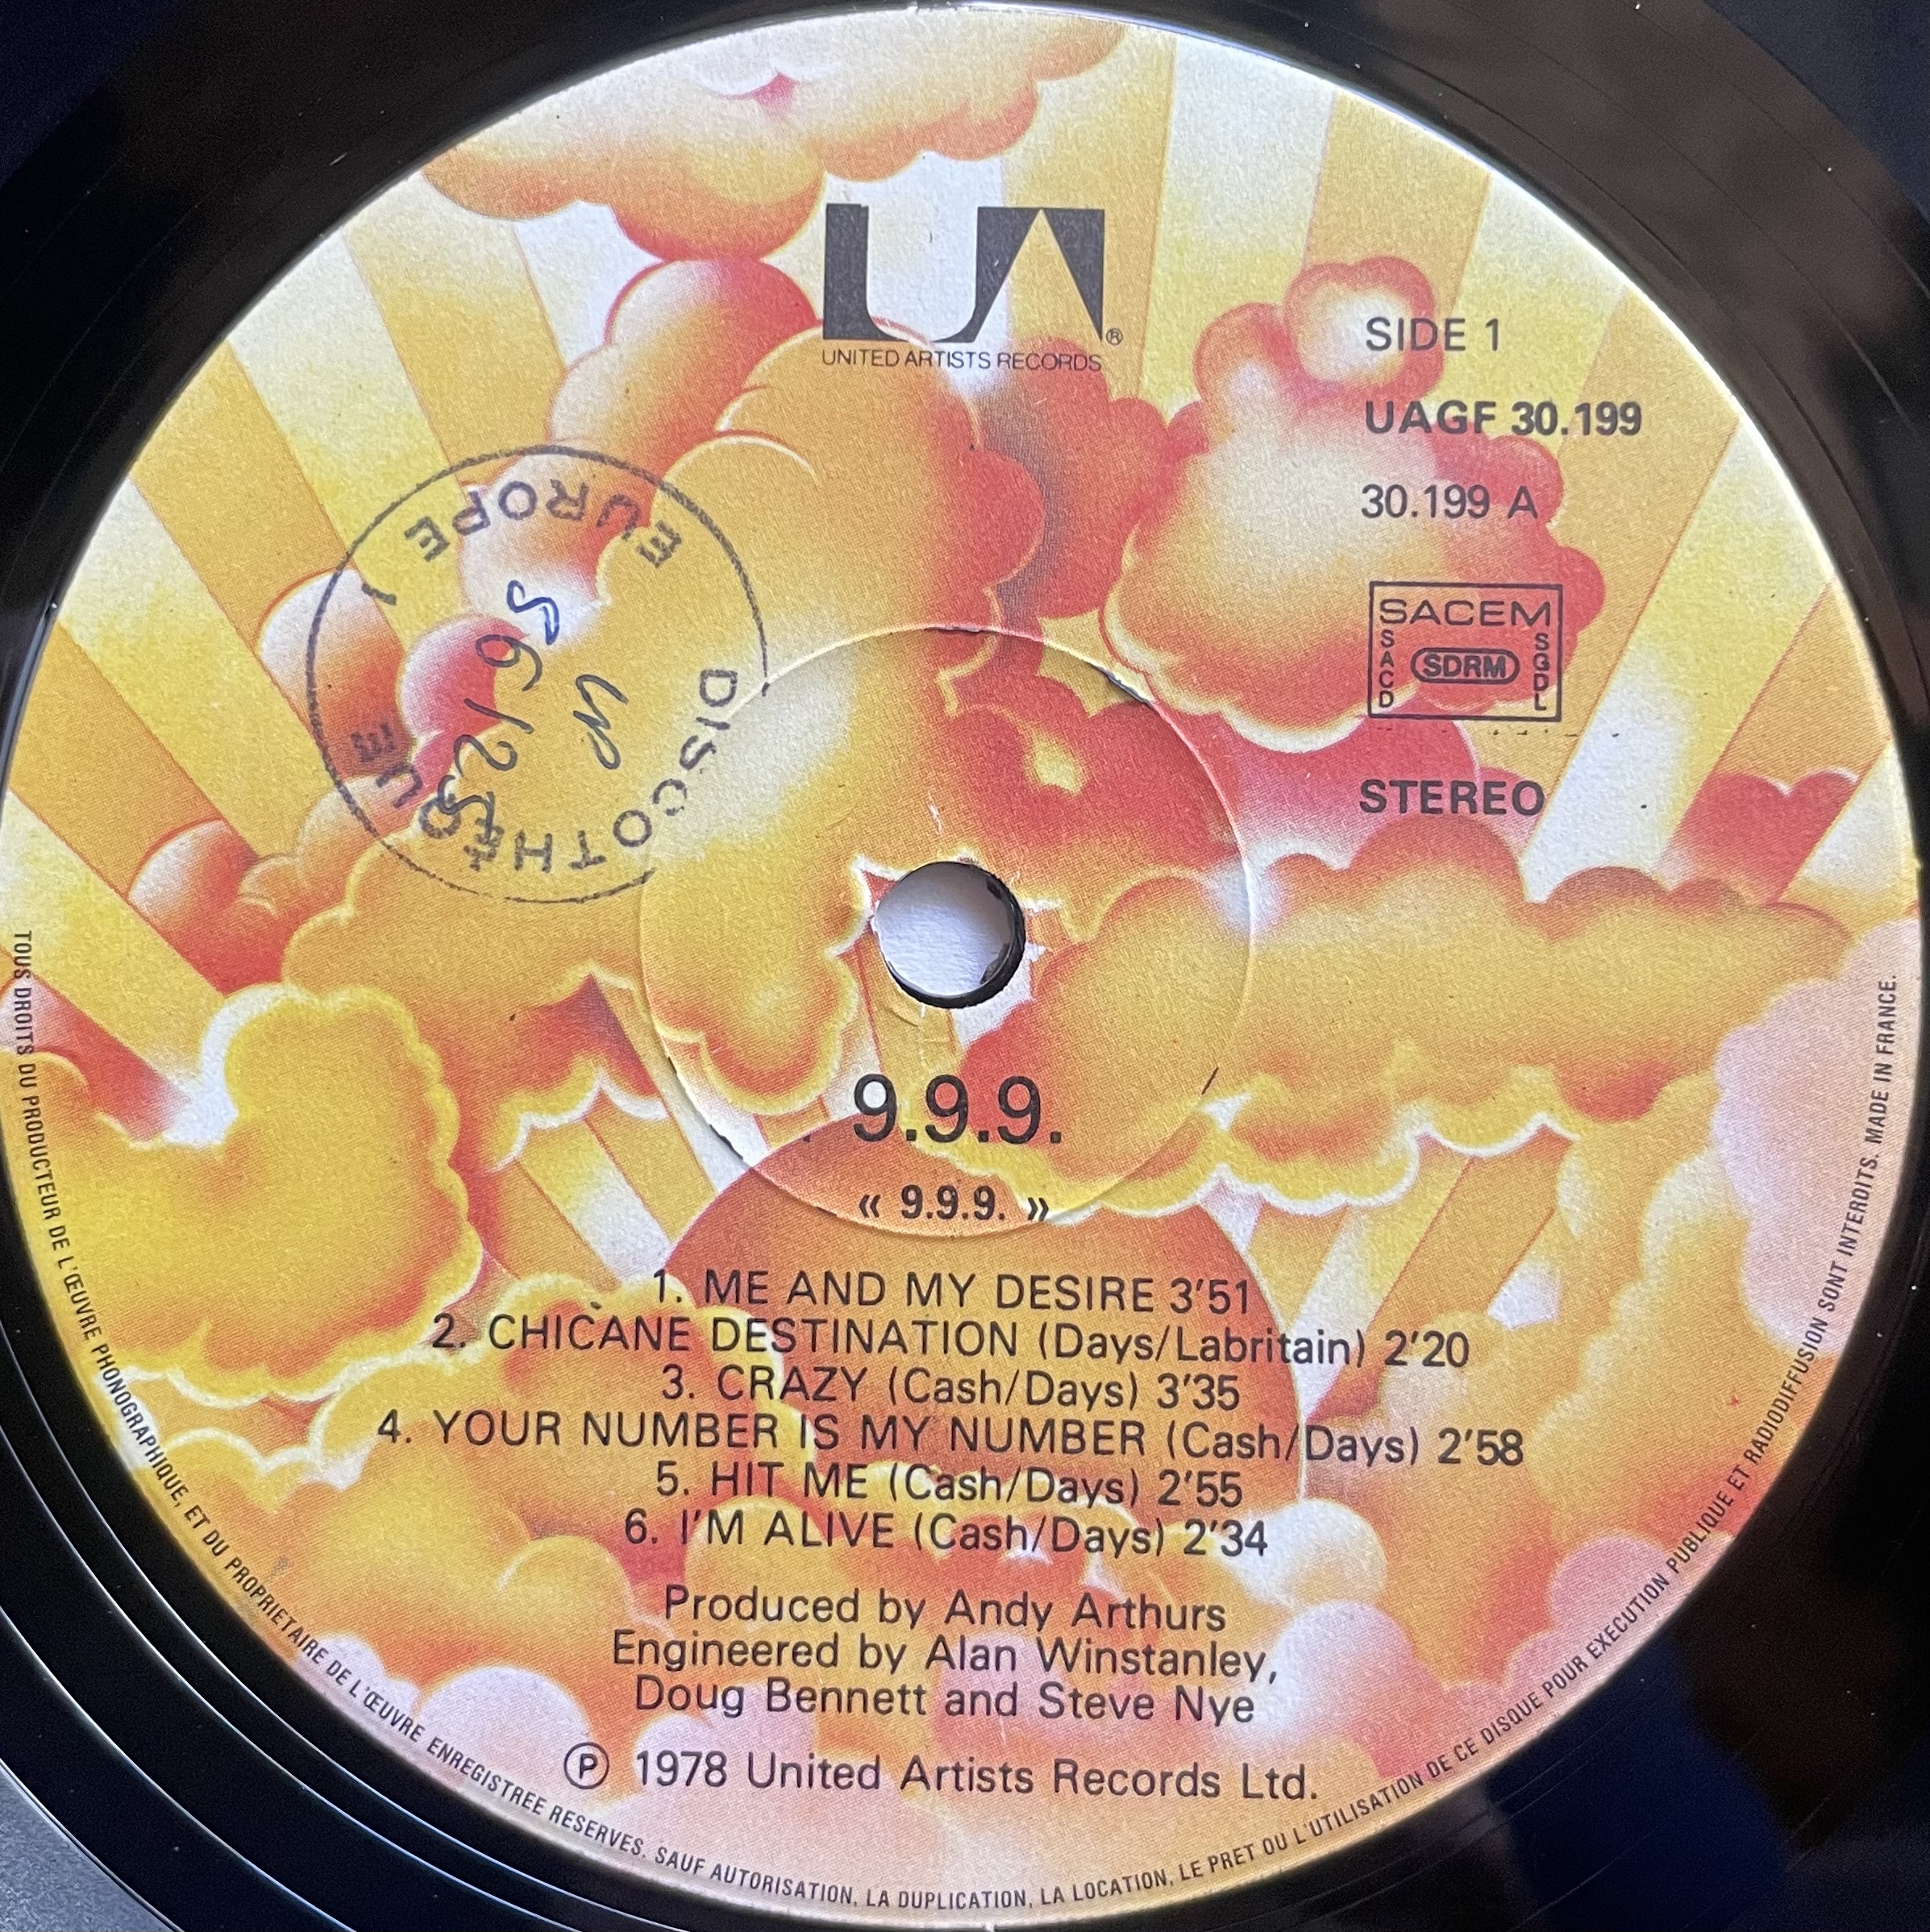 UNITED ARTISTS RECORDS®
SIDE 1
UAGF 30.199
30.199 A
SACEM
SACD
SDRM
SGDL
STEREO
DISCOTHEQUE
EUROPE 1
9.9.9.
« 9.9.9. »
1. ME AND MY DESIRE 3'51
2. CHICANE DESTINATION (Days/Labritain) 2'20
3. CRAZY (Cash/Days) 3'35
4. YOUR NUMBER IS MY NUMBER (Cash/Days) 2'58
5. HIT ME (Cash/Days) 2'55
6. I'M ALIVE (Cash/Days) 2'34
Produced by Andy Arthurs
Engineered by Alan Winstanley,
Doug Bennett and Steve Nye
℗ 1978 United Artists Records Ltd.
TOUS DROITS DU PRODUCTEUR DE L'ŒUVRE PHONOGRAPHIQUE, ET DU PROPRIETAIRE DE L'ŒUVRE ENREGISTREE RESERVES. SAUF AUTORISATION, LA DUPLICATION, LA LOCATION, LE PRET OU L'UTILISATION DE CE DISQUE POUR EXECUTION PUBLIQUE ET RADIODIFFUSION SONT INTERDITS. MADE IN FRANCE.